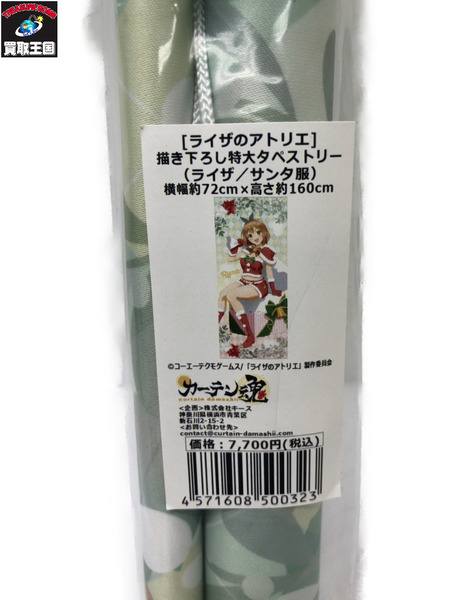 買取王国
[ライザのアトリエ]
描き下ろし特大タペストリー
（ライザ／サンタ服）
横幅約72cm×高さ約160cm
©コーエーテクモゲームス/「ライザのアトリエ」製作委員会
カーテン魂
curtain damashii
<企画>株式会社キース
神奈川県横浜市青葉区
新石川2-15-2
<お問い合わせ先>
contact@curtain-damashii.com
価格：7,700円(税込)
4 571608 500323